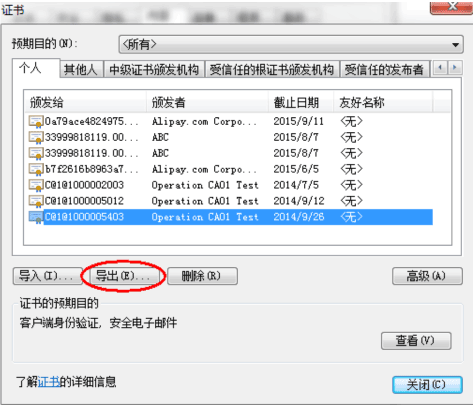 证书
预期目的(N): <所有>
个人 其他人 中级证书颁发机构 受信任的根证书颁发机构 受信任的发布者
颁发给 颁发者 截止日期 友好名称
0a79ace4824975... Alipay.com Corpo... 2015/9/11 <无>
33999818119.00... ABC 2015/8/7 <无>
33999818119.00... ABC 2015/8/7 <无>
b7f2616b8963a7... Alipay.com Corpo... 2015/6/5 <无>
C@1@1000002003 Operation CA01 Test 2014/7/5 <无>
C@1@1000005012 Operation CA01 Test 2014/9/12 <无>
C@1@1000005403 Operation CA01 Test 2014/9/26 <无>
导入(I)... 导出(E)... 删除(R) 高级(A)
证书的预期目的
客户端身份验证, 安全电子邮件
查看(V)
了解证书的详细信息
关闭(C)